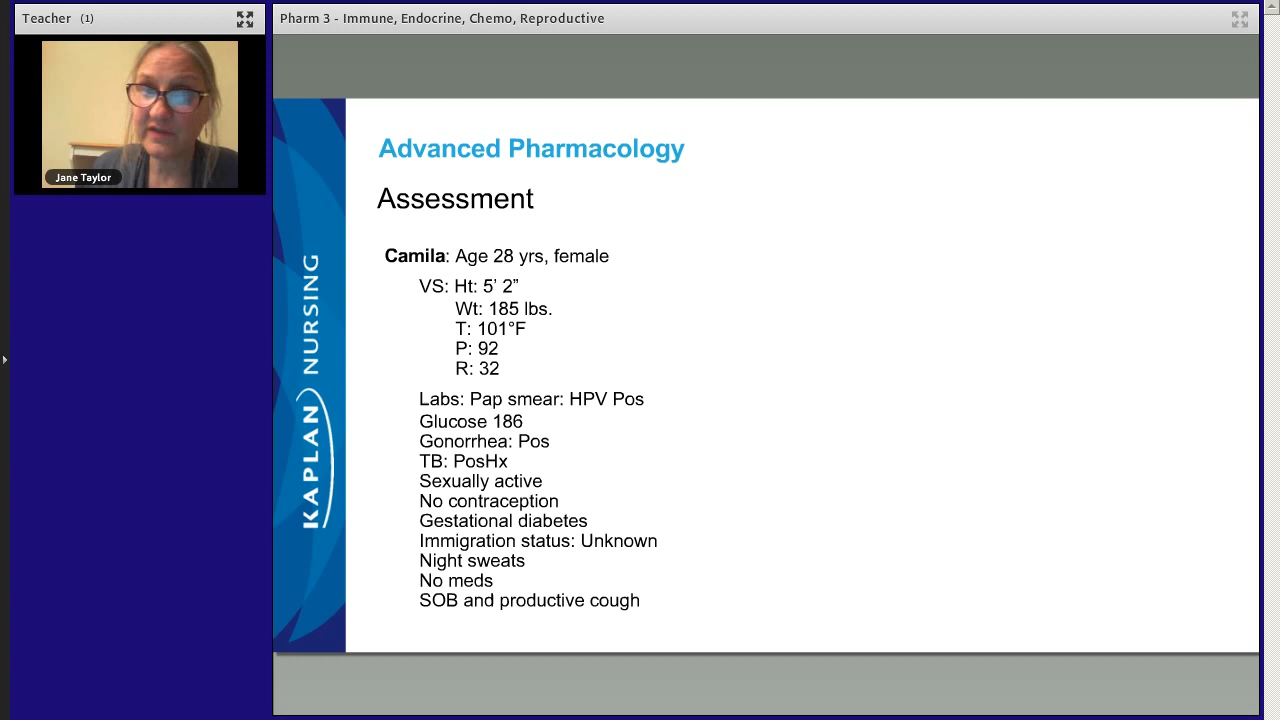 Teacher (1)
Jane Taylor
Pharm 3 - Immune, Endocrine, Chemo, Reproductive
KAPLAN NURSING
Advanced Pharmacology
Assessment
Camila: Age 28 yrs, female
VS: Ht: 5’ 2”
Wt: 185 lbs.
T: 101°F
P: 92
R: 32
Labs: Pap smear: HPV Pos
Glucose 186
Gonorrhea: Pos
TB: PosHx
Sexually active
No contraception
Gestational diabetes
Immigration status: Unknown
Night sweats
No meds
SOB and productive cough